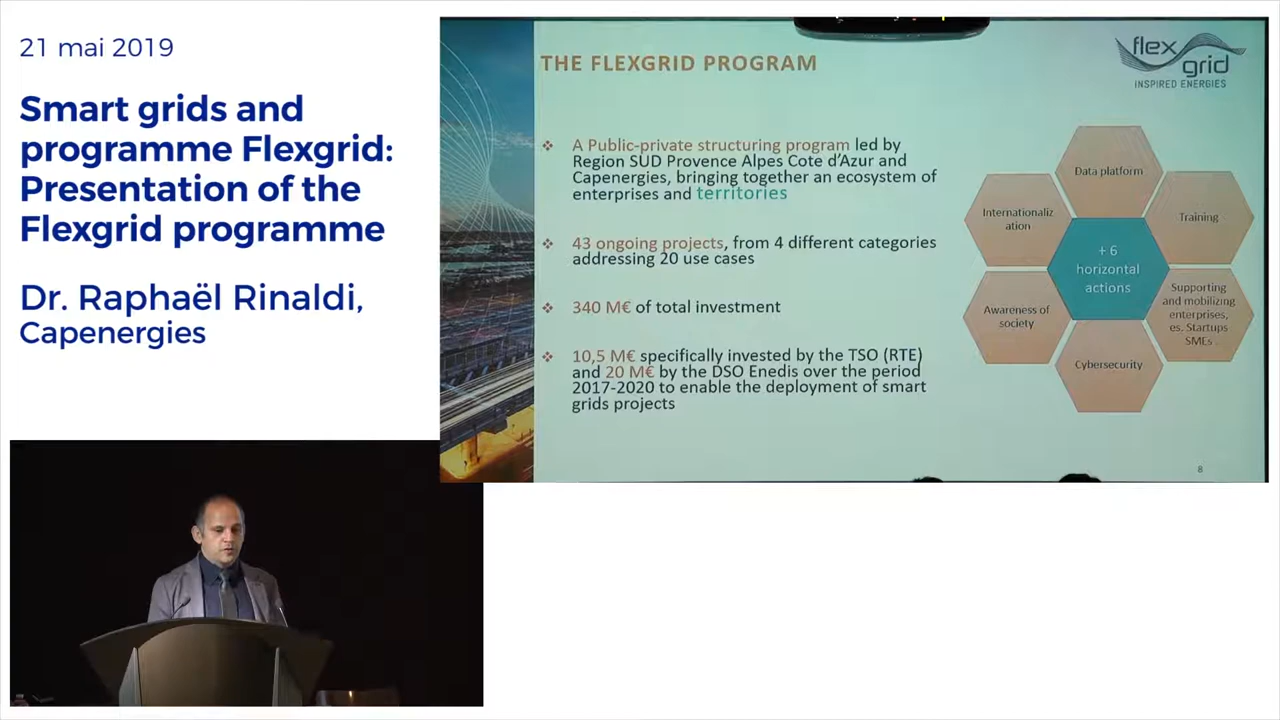 21 mai 2019
Smart grids and
programme Flexgrid:
Presentation of the
Flexgrid programme
Dr. Raphaël Rinaldi,
Capenergies
THE FLEXGRID PROGRAM
flex
grid
INSPIRED ENERGIES
❖ A Public-private structuring program led by
Region SUD Provence Alpes Cote d'Azur and
Capenergies, bringing together an ecosystem of
enterprises and territories
❖ 43 ongoing projects, from 4 different categories
addressing 20 use cases
❖ 340 M€ of total investment
❖ 10,5 M€ specifically invested by the TSO (RTE)
and 20 M€ by the DSO Enedis over the period
2017-2020 to enable the deployment of smart
grids projects
Data platform
Internationaliz
ation
Training
+ 6
horizontal
actions
Awareness of
society
Supporting
and mobilizing
enterprises,
es. Startups
SMEs
Cybersecurity
8